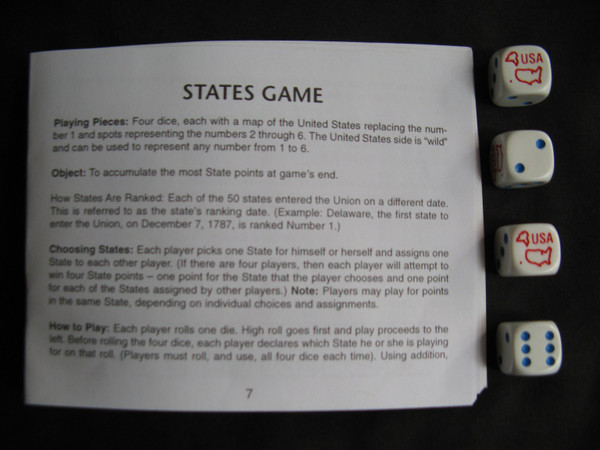 STATES GAME
Playing Pieces: Four dice, each with a map of the United States replacing the num-
ber 1 and spots representing the numbers 2 through 6. The United States side is "wild"
and can be used to represent any number from 1 to 6.
Object: To accumulate the most State points at game's end.
How States Are Ranked: Each of the 50 states entered the Union on a different date.
This is referred to as the state's ranking date. (Example: Delaware, the first state to
enter the Union, on December 7, 1787, is ranked Number 1.)
Choosing States: Each player picks one State for himself or herself and assigns one
State to each other player. (If there are four players, then each player will attempt to
win four State points – one point for the State that the player chooses and one point
for each of the States assigned by other players.) Note: Players may play for points
in the same State, depending on individual choices and assignments.
How to Play: Each player rolls one die. High roll goes first and play proceeds to the
left. Before rolling the four dice, each player declares which State he or she is playing
for on that roll. (Players must roll, and use, all four dice each time). Using addition,
7
USA
USA